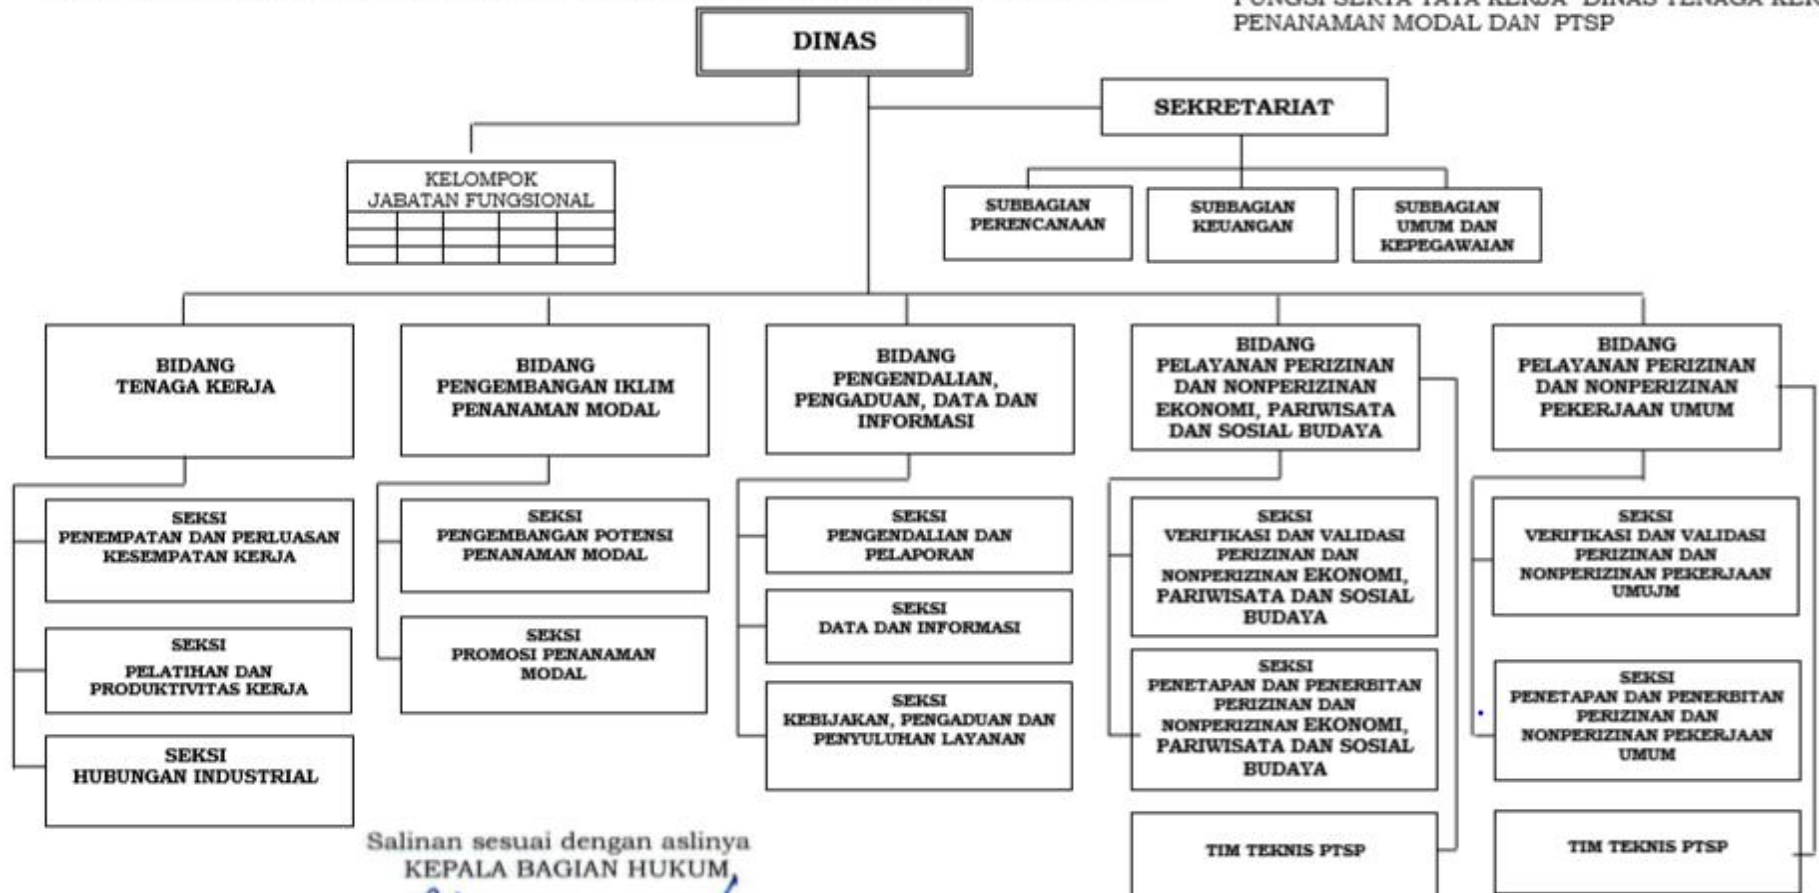 PENANAMAN MODAL DAN PTSP
DINAS
SEKRETARIAT
KELOMPOK
JABATAN FUNGSIONAL
SUBBAGIAN
PERENCANAAN
SUBBAGIAN
KEUANGAN
SUBBAGIAN
UMUM DAN
KEPEGAWAIAN
BIDANG
TENAGA KERJA
BIDANG
PENGEMBANGAN IKLIM
PENANAMAN MODAL
BIDANG
PENGENDALIAN,
PENGADUAN, DATA DAN
INFORMASI
BIDANG
PELAYANAN PERIZINAN
DAN NONPERIZINAN
EKONOMI, PARIWISATA
DAN SOSIAL BUDAYA
BIDANG
PELAYANAN PERIZINAN
DAN NONPERIZINAN
PEKERJAAN UMUM
SEKSI
PENEMPATAN DAN PERLUASAN
KESEMPATAN KERJA
SEKSI
PELATIHAN DAN
PRODUKTIVITAS KERJA
SEKSI
HUBUNGAN INDUSTRIAL
SEKSI
PENGEMBANGAN POTENSI
PENANAMAN MODAL
SEKSI
PROMOSI PENANAMAN
MODAL
SEKSI
PENGENDALIAN DAN
PELAPORAN
SEKSI
DATA DAN INFORMASI
SEKSI
KEBIJAKAN, PENGADUAN DAN
PENYULUHAN LAYANAN
SEKSI
VERIFIKASI DAN VALIDASI
PERIZINAN DAN
NONPERIZINAN EKONOMI,
PARIWISATA DAN SOSIAL
BUDAYA
SEKSI
PENETAPAN DAN PENERBITAN
PERIZINAN DAN
NONPERIZINAN EKONOMI,
PARIWISATA DAN SOSIAL
BUDAYA
TIM TEKNIS PTSP
SEKSI
VERIFIKASI DAN VALIDASI
PERIZINAN DAN
NONPERIZINAN PEKERJAAN
UMUJM
SEKSI
PENETAPAN DAN PENERBITAN
PERIZINAN DAN
NONPERIZINAN PEKERJAAN
UMUM
TIM TEKNIS PTSP
Salinan sesuai dengan aslinya
KEPALA BAGIAN HUKUM,